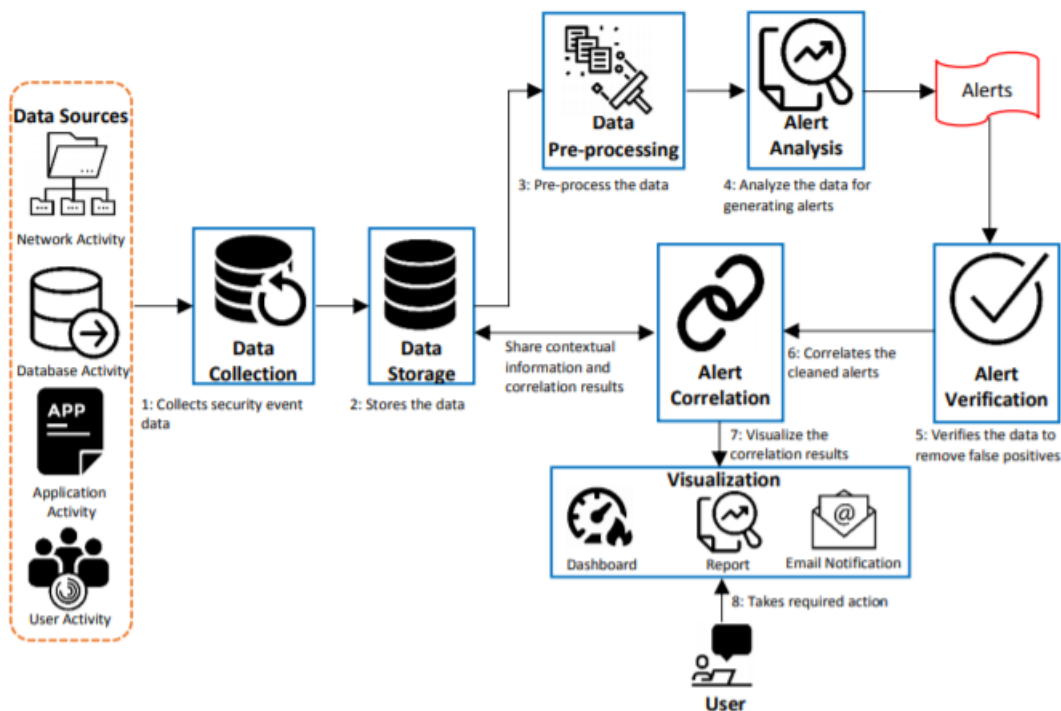 Data Sources
Network Activity
Database Activity
APP
Application
Activity
User Activity
Data
Collection
1: Collects security event
data
Data
Storage
2: Stores the data
Data
Pre-processing
3: Pre-process the data
Alert
Analysis
4: Analyze the data for
generating alerts
Alerts
Alert
Verification
5: Verifies the data to
remove false positives
6: Correlates the
cleaned alerts
Alert
Correlation
Share contextual
information and
correlation results
7: Visualize the
correlation results
Visualization
Dashboard
Report
@
Email Notification
8: Takes required action
User